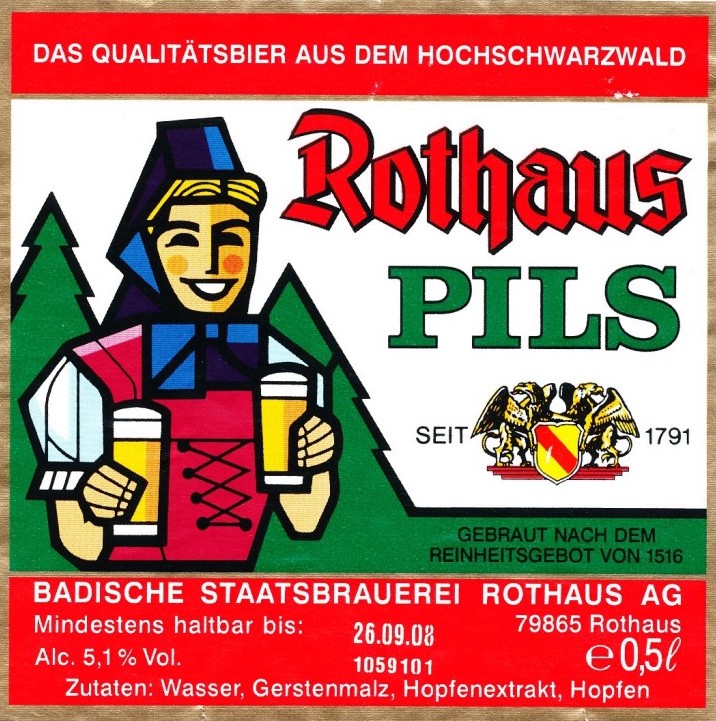 DAS QUALITÄTSBIER AUS DEM HOCHSCHWARZWALD
Rothaus
PILS
SEIT 1791
GEBRAUT NACH DEM
REINHEITSGEBOT VON 1516
BADISCHE STAATSBRAUEREI ROTHAUS AG
Mindestens haltbar bis: 26.09.08 79865 Rothaus
Alc. 5,1% Vol. 1059101 e 0,5l
Zutaten: Wasser, Gerstenmalz, Hopfenextrakt, Hopfen